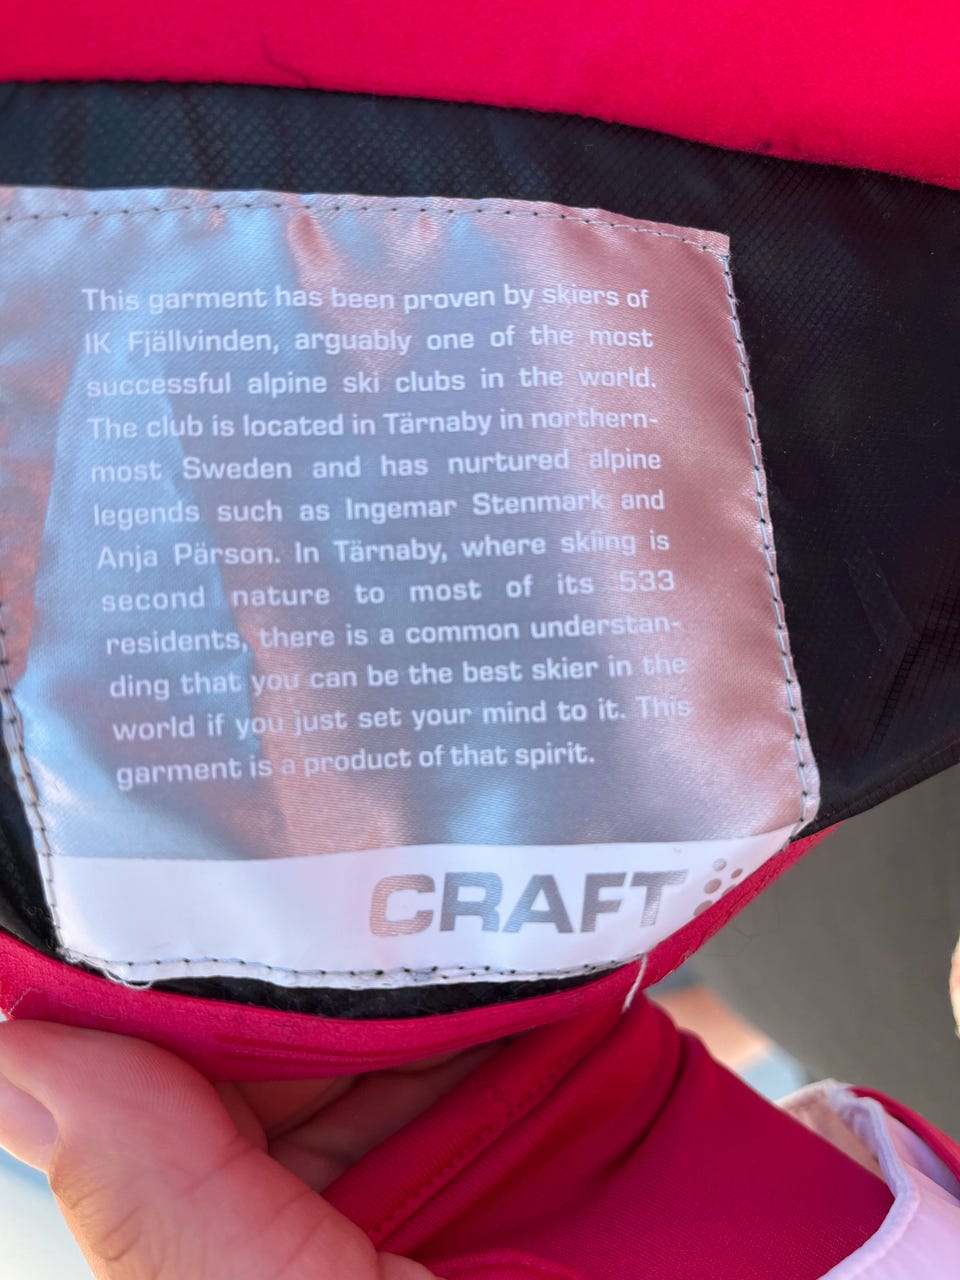 This garment has been proven by skiers of
IK Fjällvinden, arguably one of the most
successful alpine ski clubs in the world.
The club is located in Tärnaby in northern-
most Sweden and has nurtured alpine
legends such as Ingemar Stenmark and
Anja Pärson. In Tärnaby, where skiing is
second nature to most of its 533
residents, there is a common understan-
ding that you can be the best skier in the
world if you just set your mind to it. This
garment is a product of that spirit.
CRAFT